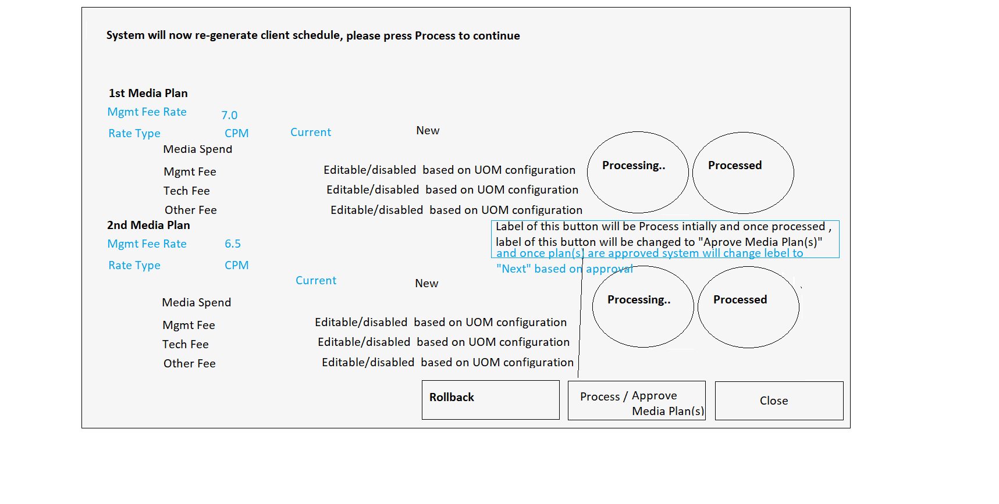 System will now re-generate client schedule, please press Process to continue
1st Media Plan
Mgmt Fee Rate 7.0
Rate Type CPM Current New
Media Spend
Mgmt Fee Editable/disabled based on UOM configuration
Tech Fee Editable/disabled based on UOM configuration
Other Fee Editable/disabled based on UOM configuration
Processing.. Processed
2nd Media Plan
Mgmt Fee Rate 6.5
Rate Type CPM
Label of this button will be Process intially and once processed ,
label of this button will be changed to "Aprove Media Plan(s)"
and once plan(s) are approved system will change lebel to
"Next" based on approval
Current New
Media Spend
Mgmt Fee Editable/disabled based on UOM configuration
Tech Fee Editable/disabled based on UOM configuration
Other Fee Editable/disabled based on UOM configuration
Processing.. Processed
Rollback
Process / Approve
Media Plan(s)
Close